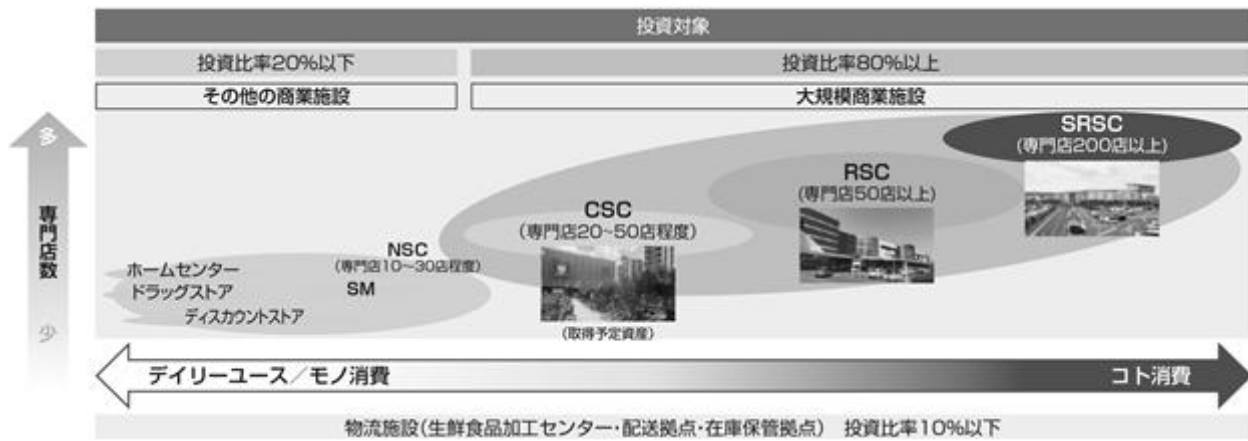 投資対象
投資比率20%以下
投資比率80%以上
その他の商業施設
大規模商業施設
多
専門店数
少
SRSC
(専門店200店以上)
RSC
(専門店50店以上)
CSC
(専門店20~50店程度)
NSC
(専門店10~30店程度)
ホームセンター
ドラッグストア
SM
ディスカウントストア
(取得予定資産)
デイリーユース/モノ消費
コト消費
物流施設(生鮮食品加工センター・配送拠点・在庫保管拠点) 投資比率10%以下